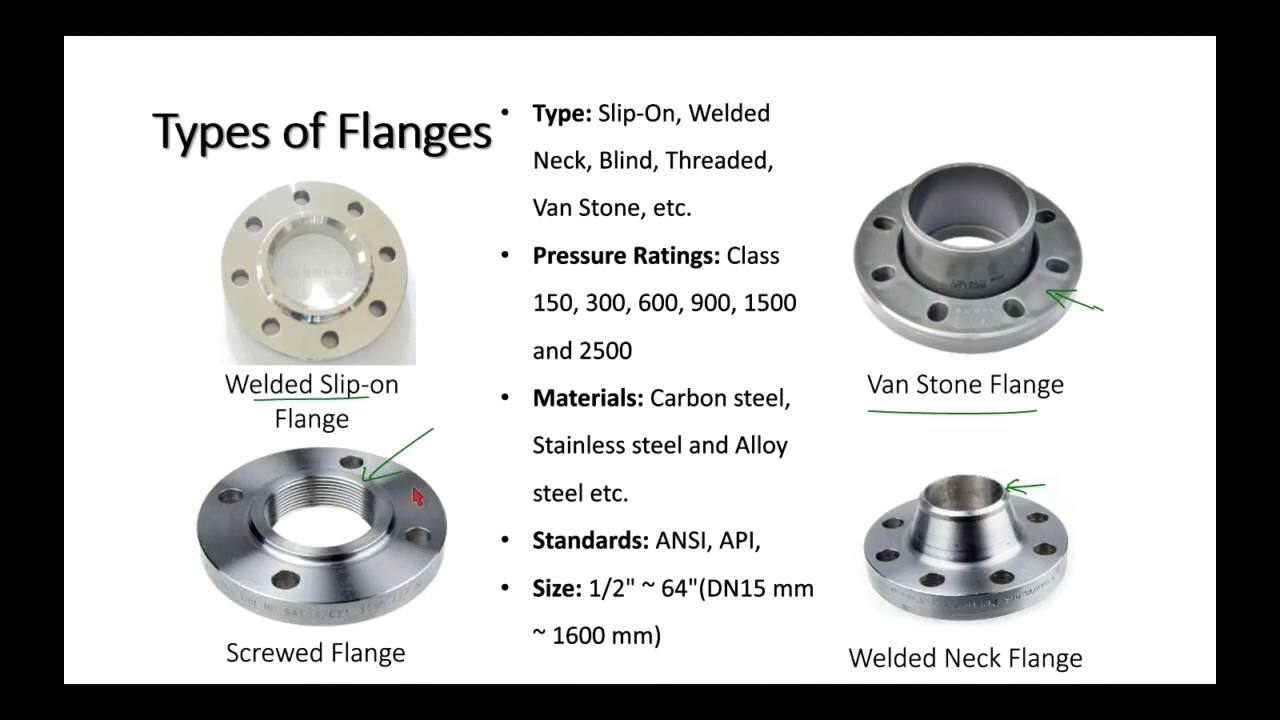 Types of Flanges
• Type: Slip-On, Welded
Neck, Blind, Threaded,
Van Stone, etc.
• Pressure Ratings: Class
150, 300, 600, 900, 1500
and 2500
• Materials: Carbon steel,
Stainless steel and Alloy
steel etc.
• Standards: ANSI, API,
• Size: 1/2" ~ 64"(DN15 mm
~ 1600 mm)
Welded Slip-on
Flange
Screwed Flange
Van Stone Flange
Welded Neck Flange